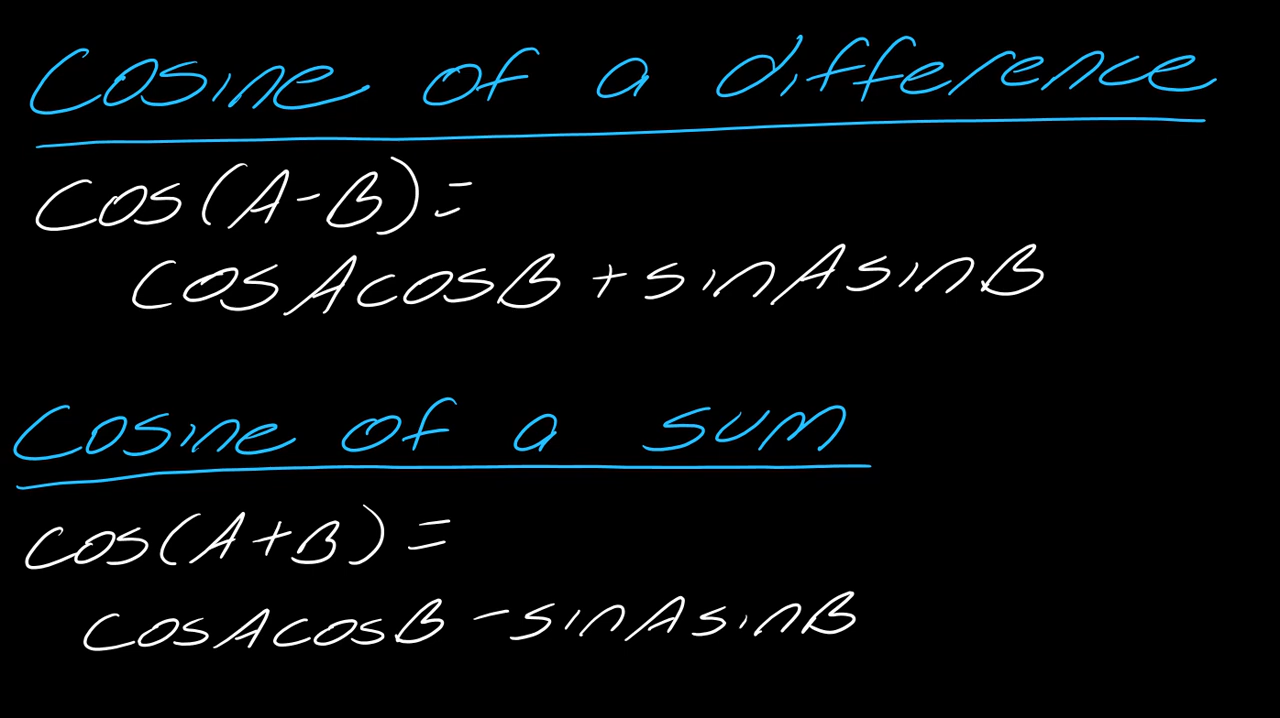 Cosine of a difference
cos(A-B)=
cosAcosB+sinAsinB
Cosine of a sum
cos(A+B)=
cosAcosB-sinAsinB